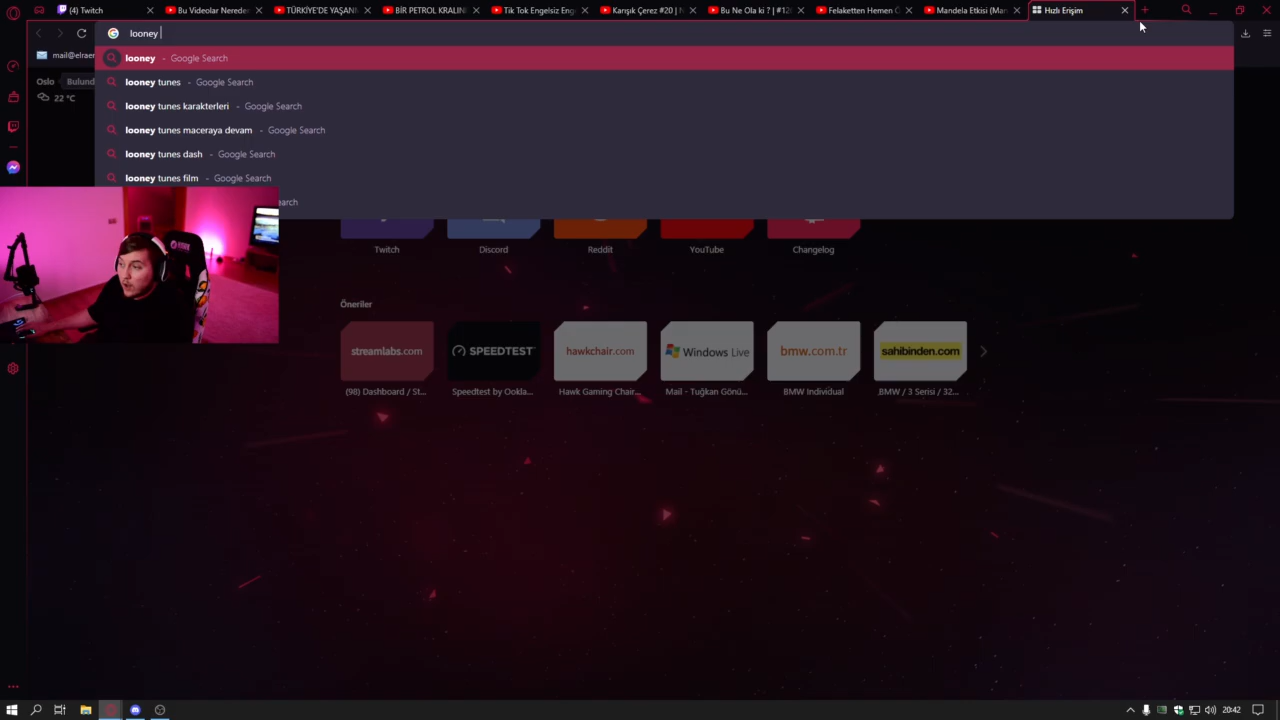 (4) Twitch
Bu Videolar Nereden
TÜRKİYE'DE YAŞANM
BİR PETROL KRALIN
Tik Tok Engelsiz Eng
Karışık Çerez #20 | N
Bu Ne Ola ki ? | #12
Felaketten Hemen Ö
Mandela Etkisi (Man
Hızlı Erişim
looney
mail@elraen
looney - Google Search
looney tunes - Google Search
looney tunes karakterleri - Google Search
looney tunes maceraya devam - Google Search
looney tunes dash - Google Search
looney tunes film - Google Search
earch
Oslo
Bulund
22 °C
Twitch
Discord
Reddit
YouTube
Changelog
Öneriler
streamlabs.com
SPEEDTEST
hawkchair.com
Windows Live
bmw.com.tr
sahibinden.com
(98) Dashboard / St...
Speedtest by Ookla...
Hawk Gaming Chair...
Mail - Tuğkan Gönü...
BMW Individual
BMW / 3 Serisi / 32...
20:42